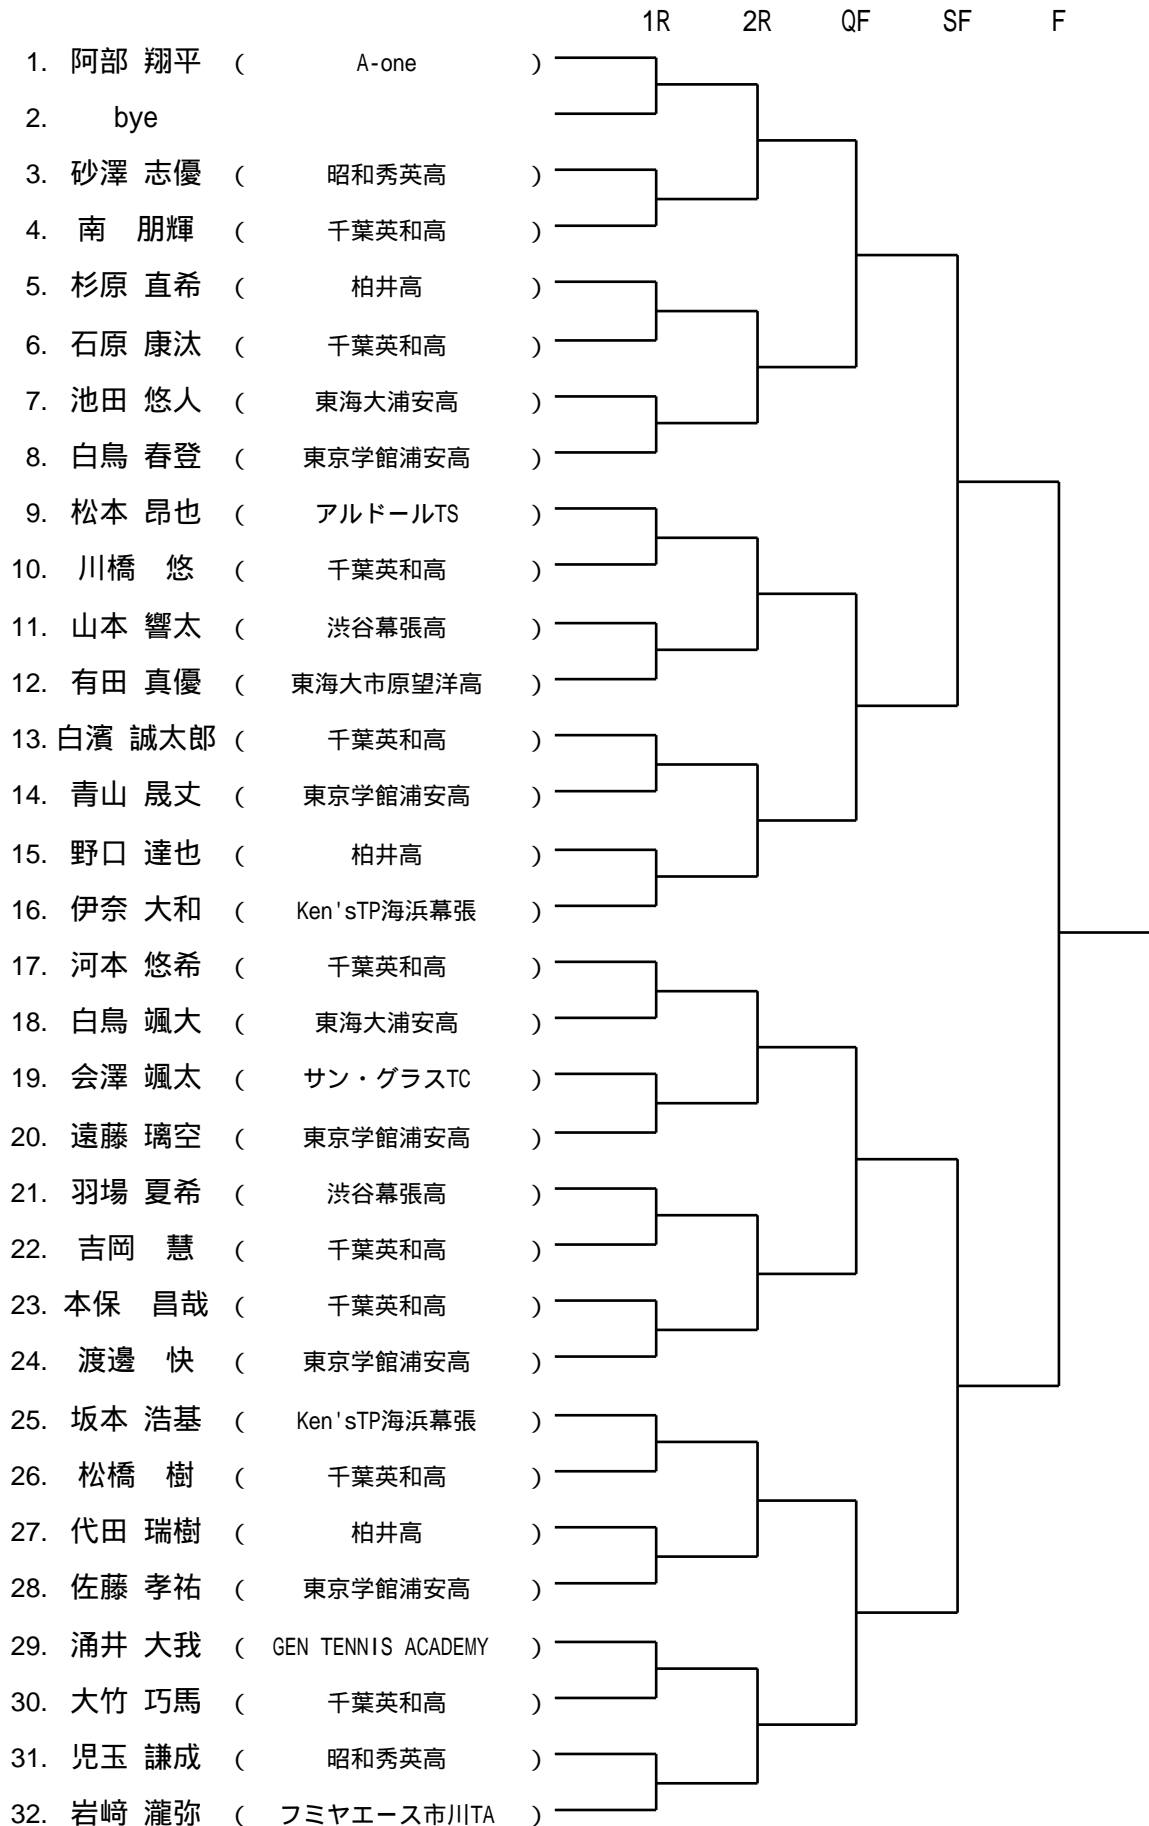 1R 2R QF SF F
1. 阿部 翔平 ( A-one )
2. bye
3. 砂澤 志優 ( 昭和秀英高 )
4. 南 朋輝 ( 千葉英和高 )
5. 杉原 直希 ( 柏井高 )
6. 石原 康汰 ( 千葉英和高 )
7. 池田 悠人 ( 東海大浦安高 )
8. 白鳥 春登 ( 東京学館浦安高 )
9. 松本 昂也 ( アルドールTS )
10. 川橋 悠 ( 千葉英和高 )
11. 山本 響太 ( 渋谷幕張高 )
12. 有田 真優 ( 東海大市原望洋高 )
13. 白濱 誠太郎 ( 千葉英和高 )
14. 青山 晟丈 ( 東京学館浦安高 )
15. 野口 達也 ( 柏井高 )
16. 伊奈 大和 ( Ken'sTP海浜幕張 )
17. 河本 悠希 ( 千葉英和高 )
18. 白鳥 颯大 ( 東海大浦安高 )
19. 会澤 颯太 ( サン・グラスTC )
20. 遠藤 璃空 ( 東京学館浦安高 )
21. 羽場 夏希 ( 渋谷幕張高 )
22. 吉岡 慧 ( 千葉英和高 )
23. 本保 昌哉 ( 千葉英和高 )
24. 渡邊 快 ( 東京学館浦安高 )
25. 坂本 浩基 ( Ken'sTP海浜幕張 )
26. 松橋 樹 ( 千葉英和高 )
27. 代田 瑞樹 ( 柏井高 )
28. 佐藤 孝祐 ( 東京学館浦安高 )
29. 涌井 大我 ( GEN TENNIS ACADEMY )
30. 大竹 巧馬 ( 千葉英和高 )
31. 児玉 謙成 ( 昭和秀英高 )
32. 岩﨑 瀧弥 ( フミヤエース市川TA )